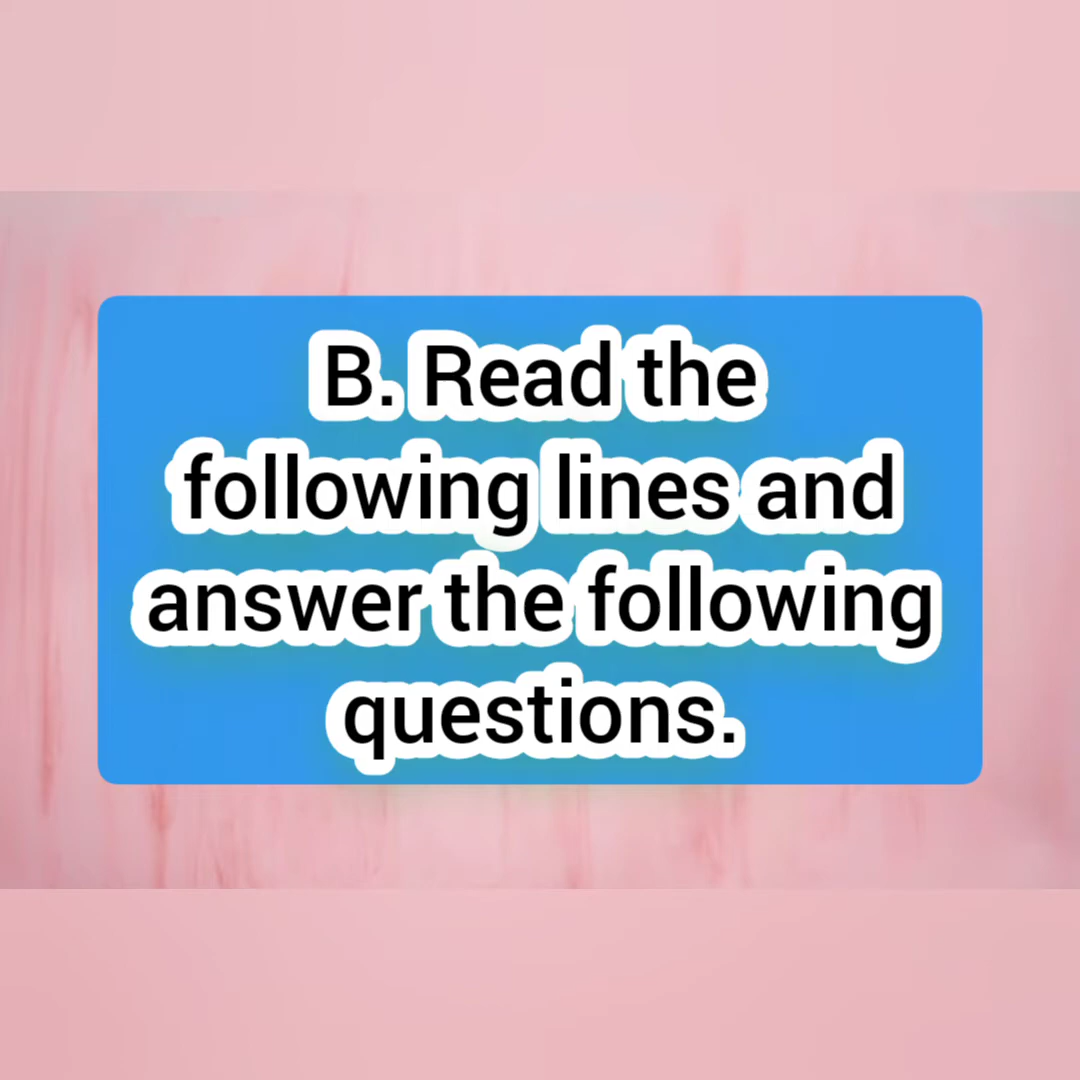 B. Read the
following lines and
answer the following
questions.